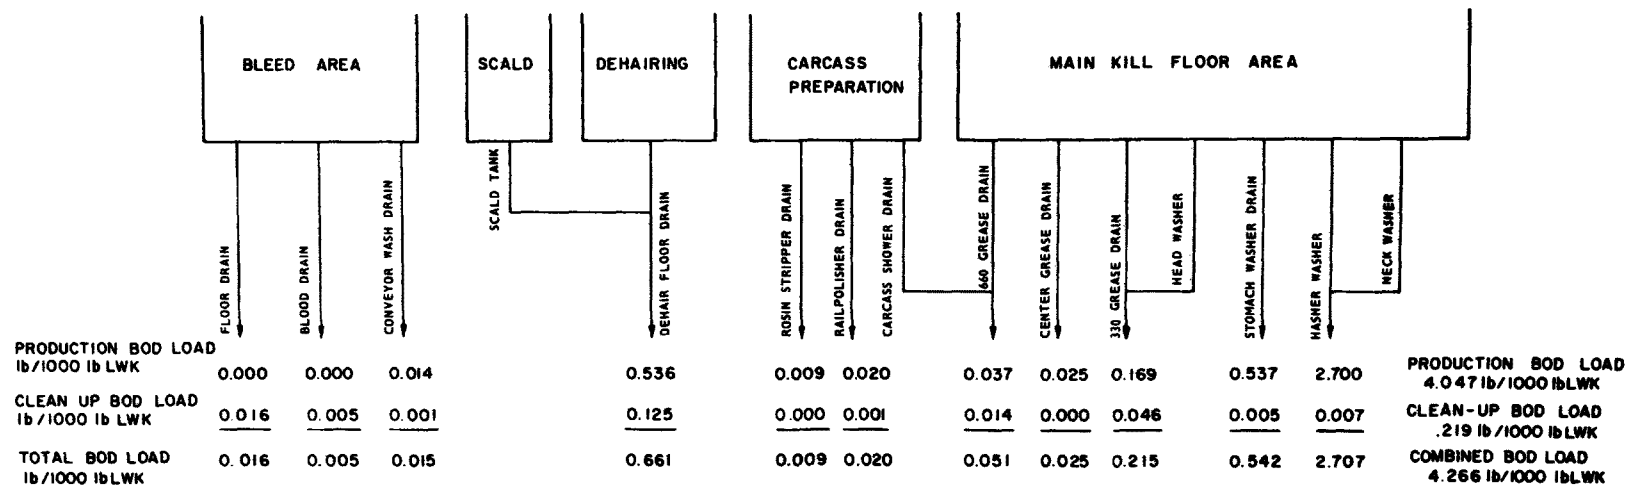 BLEED AREA
SCALD
DEHAIRING
CARCASS
PREPARATION
MAIN KILL FLOOR AREA
FLOOR DRAIN
BLOOD DRAIN
CONVEYOR WASH DRAIN
SCALD TANK
DEHAIR FLOOR DRAIN
ROSIN STRIPPER DRAIN
RAILPOLISHER DRAIN
CARCASS SHOWER DRAIN
660 GREASE DRAIN
CENTER GREASE DRAIN
330 GREASE DRAIN
HEAD WASHER
STOMACH WASHER DRAIN
HASHER WASHER
NECK WASHER
PRODUCTION BOD LOAD
lb/1000 lb LWK
0.000 0.000 0.014 0.536 0.009 0.020 0.037 0.025 0.169 0.537 2.700
PRODUCTION BOD LOAD
4.047 lb/1000 lb LWK
CLEAN UP BOD LOAD
lb/1000 lb LWK
0.016 0.005 0.001 0.125 0.000 0.001 0.014 0.000 0.046 0.005 0.007
CLEAN-UP BOD LOAD
.219 lb/1000 lb LWK
TOTAL BOD LOAD
lb/1000 lb LWK
0.016 0.005 0.015 0.661 0.009 0.020 0.051 0.025 0.215 0.542 2.707
COMBINED BOD LOAD
4.266 lb/1000 lb LWK